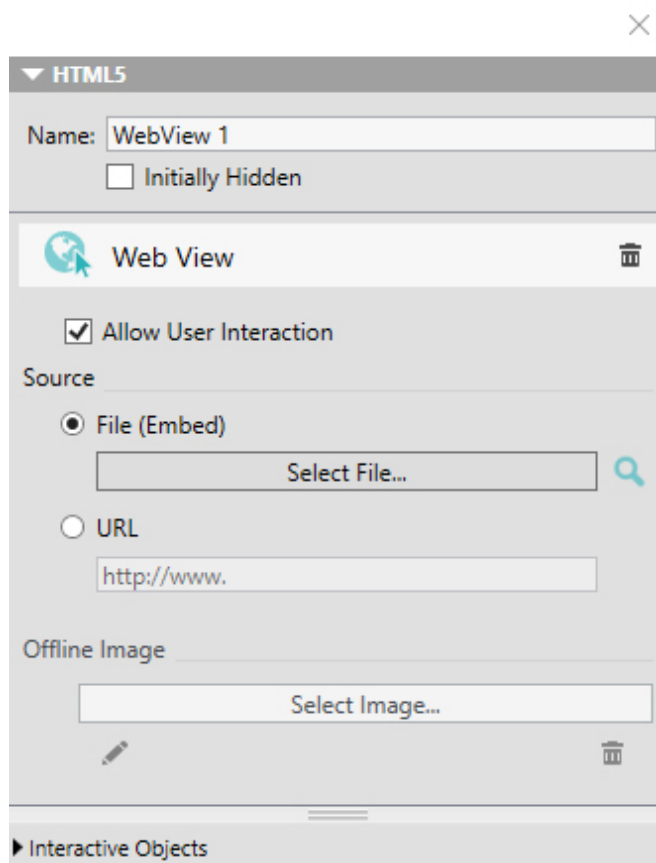 HTML5
Name: WebView 1
Initially Hidden
Web View
Allow User Interaction
Source
File (Embed)
Select File...
URL
http://www.
Offline Image
Select Image...
Interactive Objects